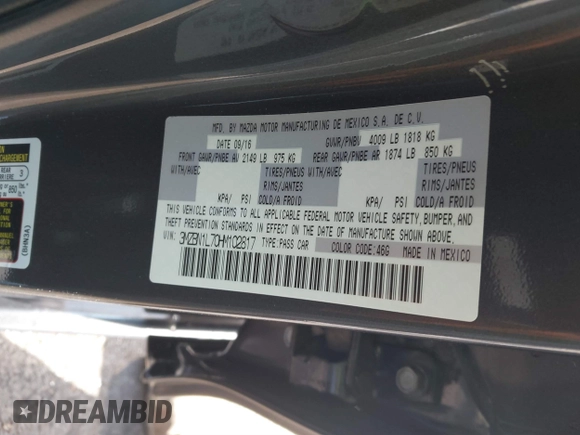 MFD. BY MAZDA MOTOR MANUFACTURING DE MEXICO S.A. DE C.V.
DATE 09/16 GVWR/PNBV 4009 LB 1818 KG
FRONT GAWR/PNBE AV 2149 LB 975 KG REAR GAWR/PNBE AR 1874 LB 850 KG
WITH/AVEC TIRES/PNEUS WITH/AVEC TIRES/PNEUS
RIMS/JANTES RIMS/JANTES
KPA/ PSI COLD/A FROID KPA/ PSI COLD/A FROID
THIS VEHICLE CONFORMS TO ALL APPLICABLE FEDERAL MOTOR VEHICLE SAFETY, BUMPER, AND
THEFT PREVENTION STANDARDS IN EFFECT ON THE DATE OF MANUFACTURE SHOWN ABOVE.
VIN: 3MZBN1L70HM102817 TYPE: PASS CAR
COLOR CODE: 46G MADE IN MEXICO
REAR
3
850
(BHN3A)
DREAMBID